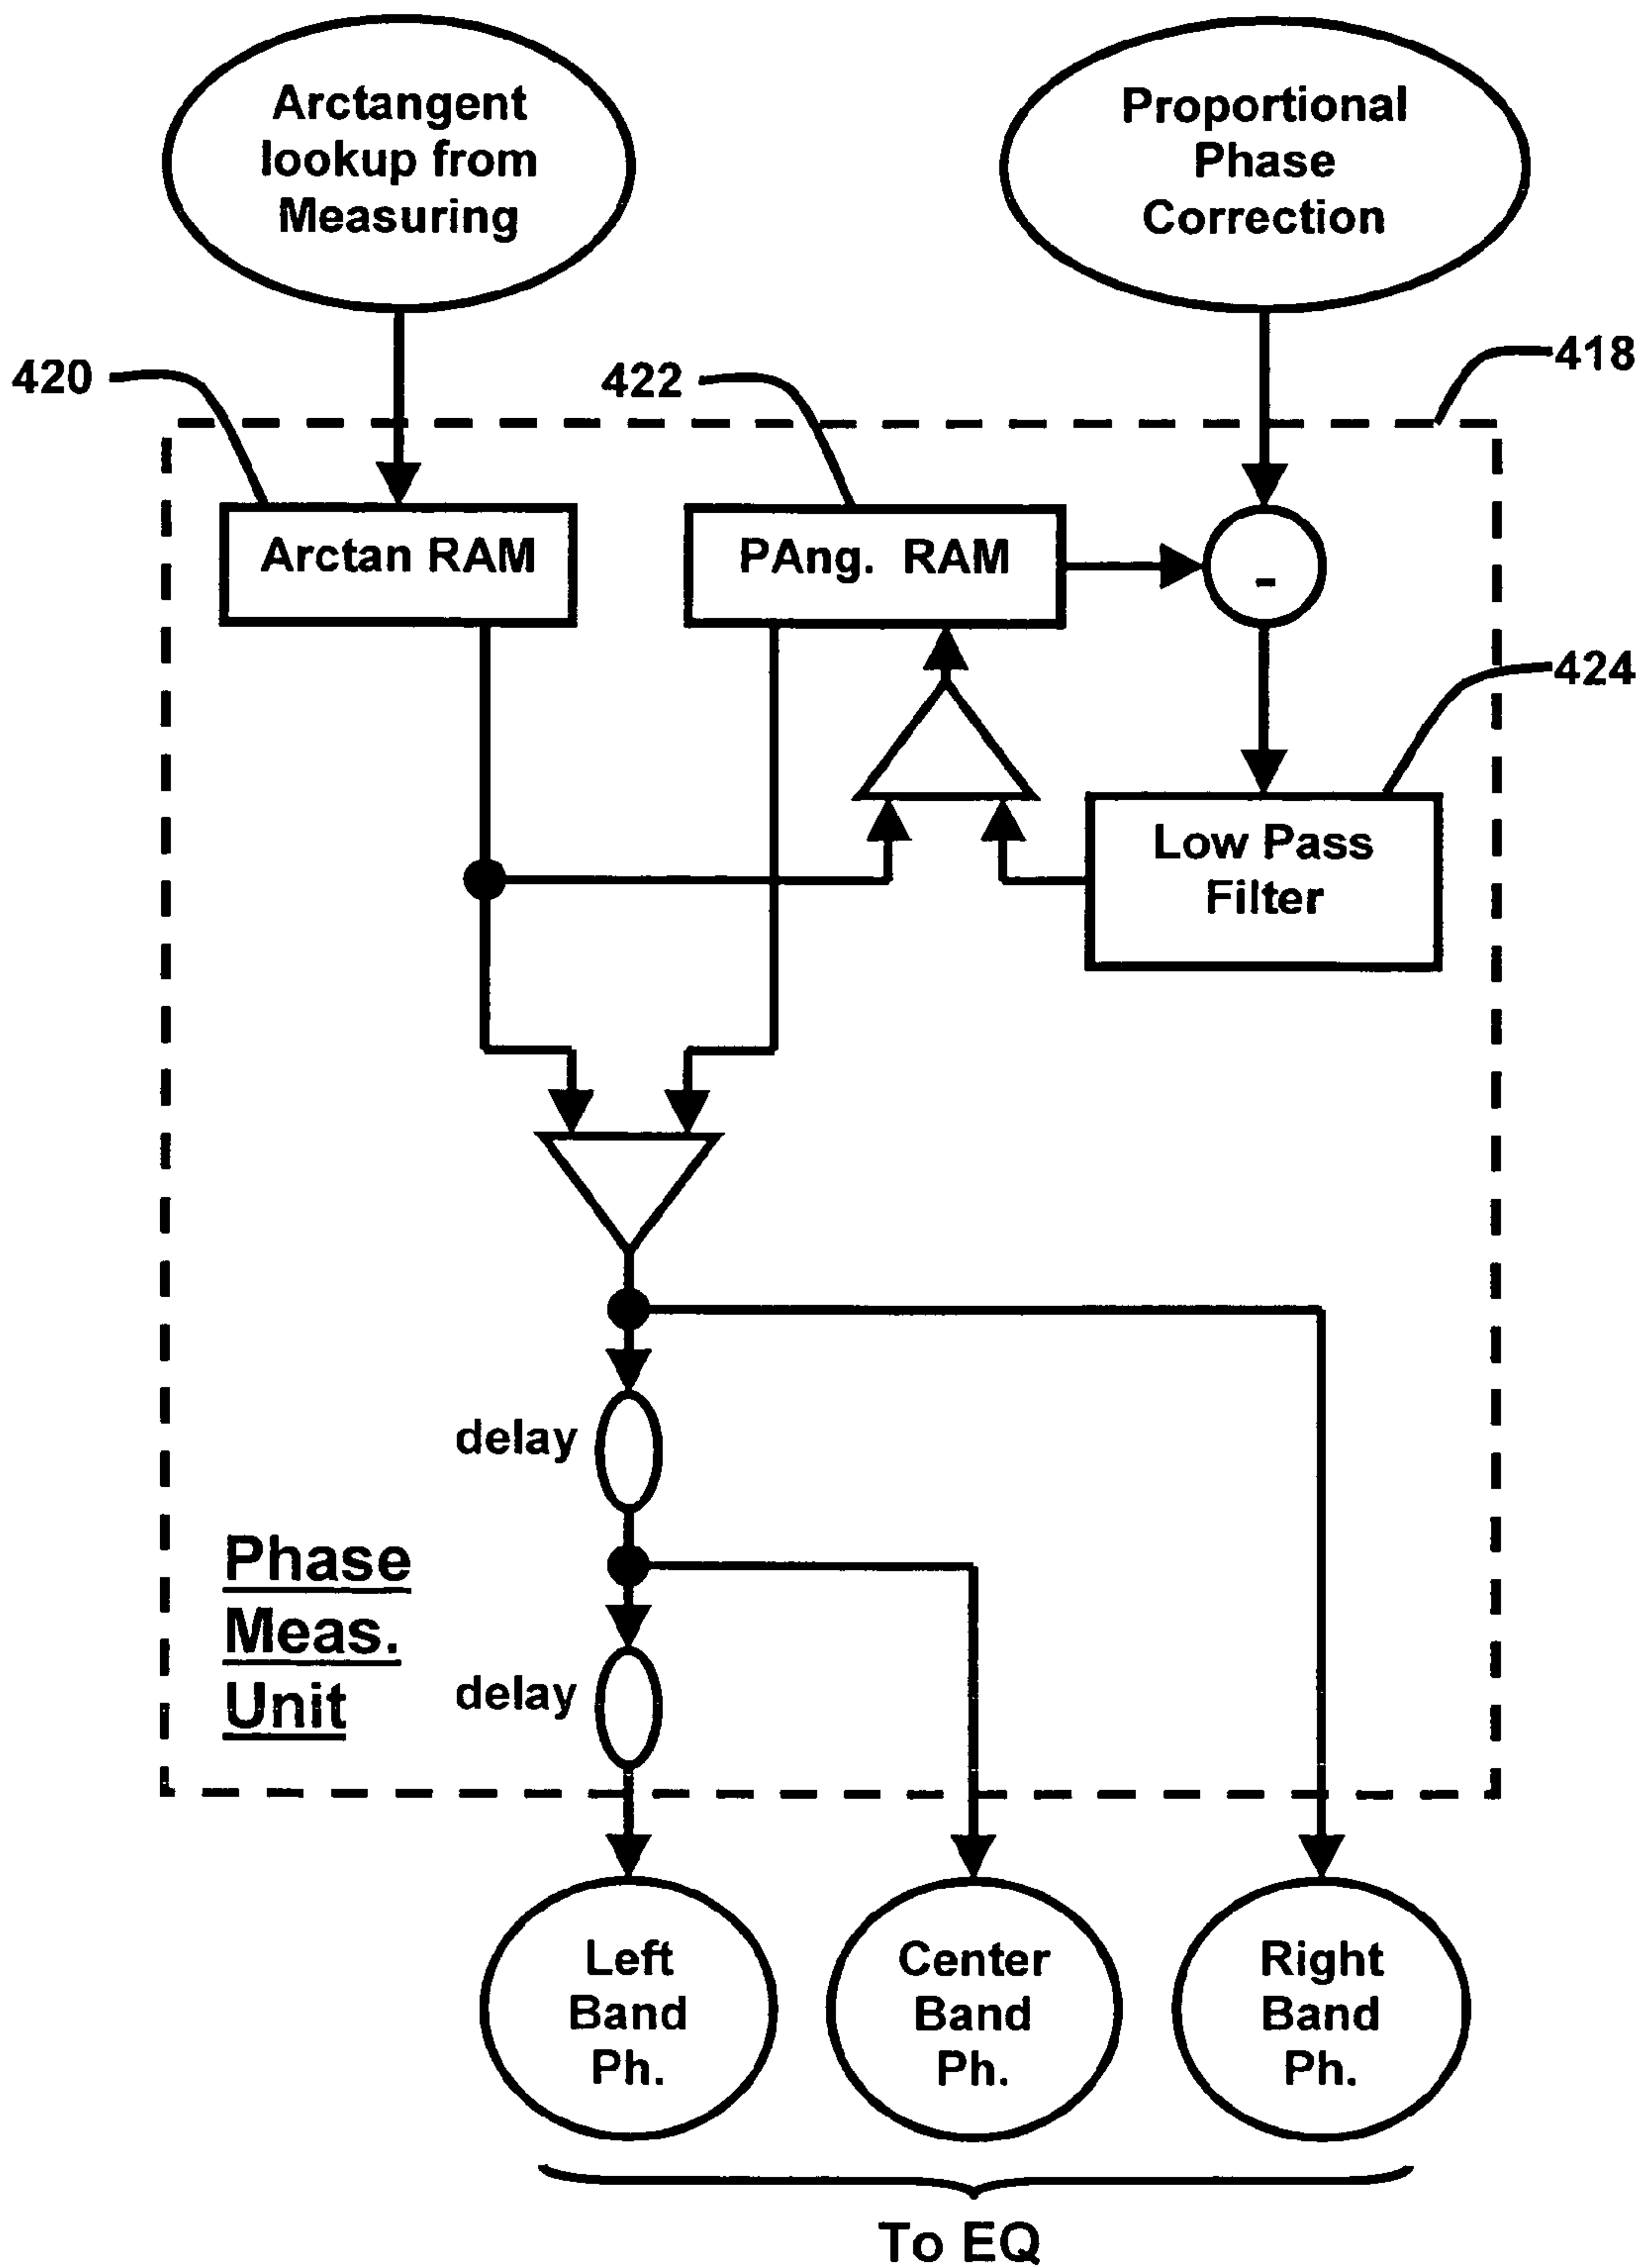 Arctangent
lookup from
Measuring
Proportional
Phase
Correction
418
420
422
Arctan RAM
PAng. RAM
-
424
Low Pass
Filter
delay
Phase
Meas.
Unit
delay
Left
Band
Ph.
Center
Band
Ph.
Right
Band
Ph.
To EQ